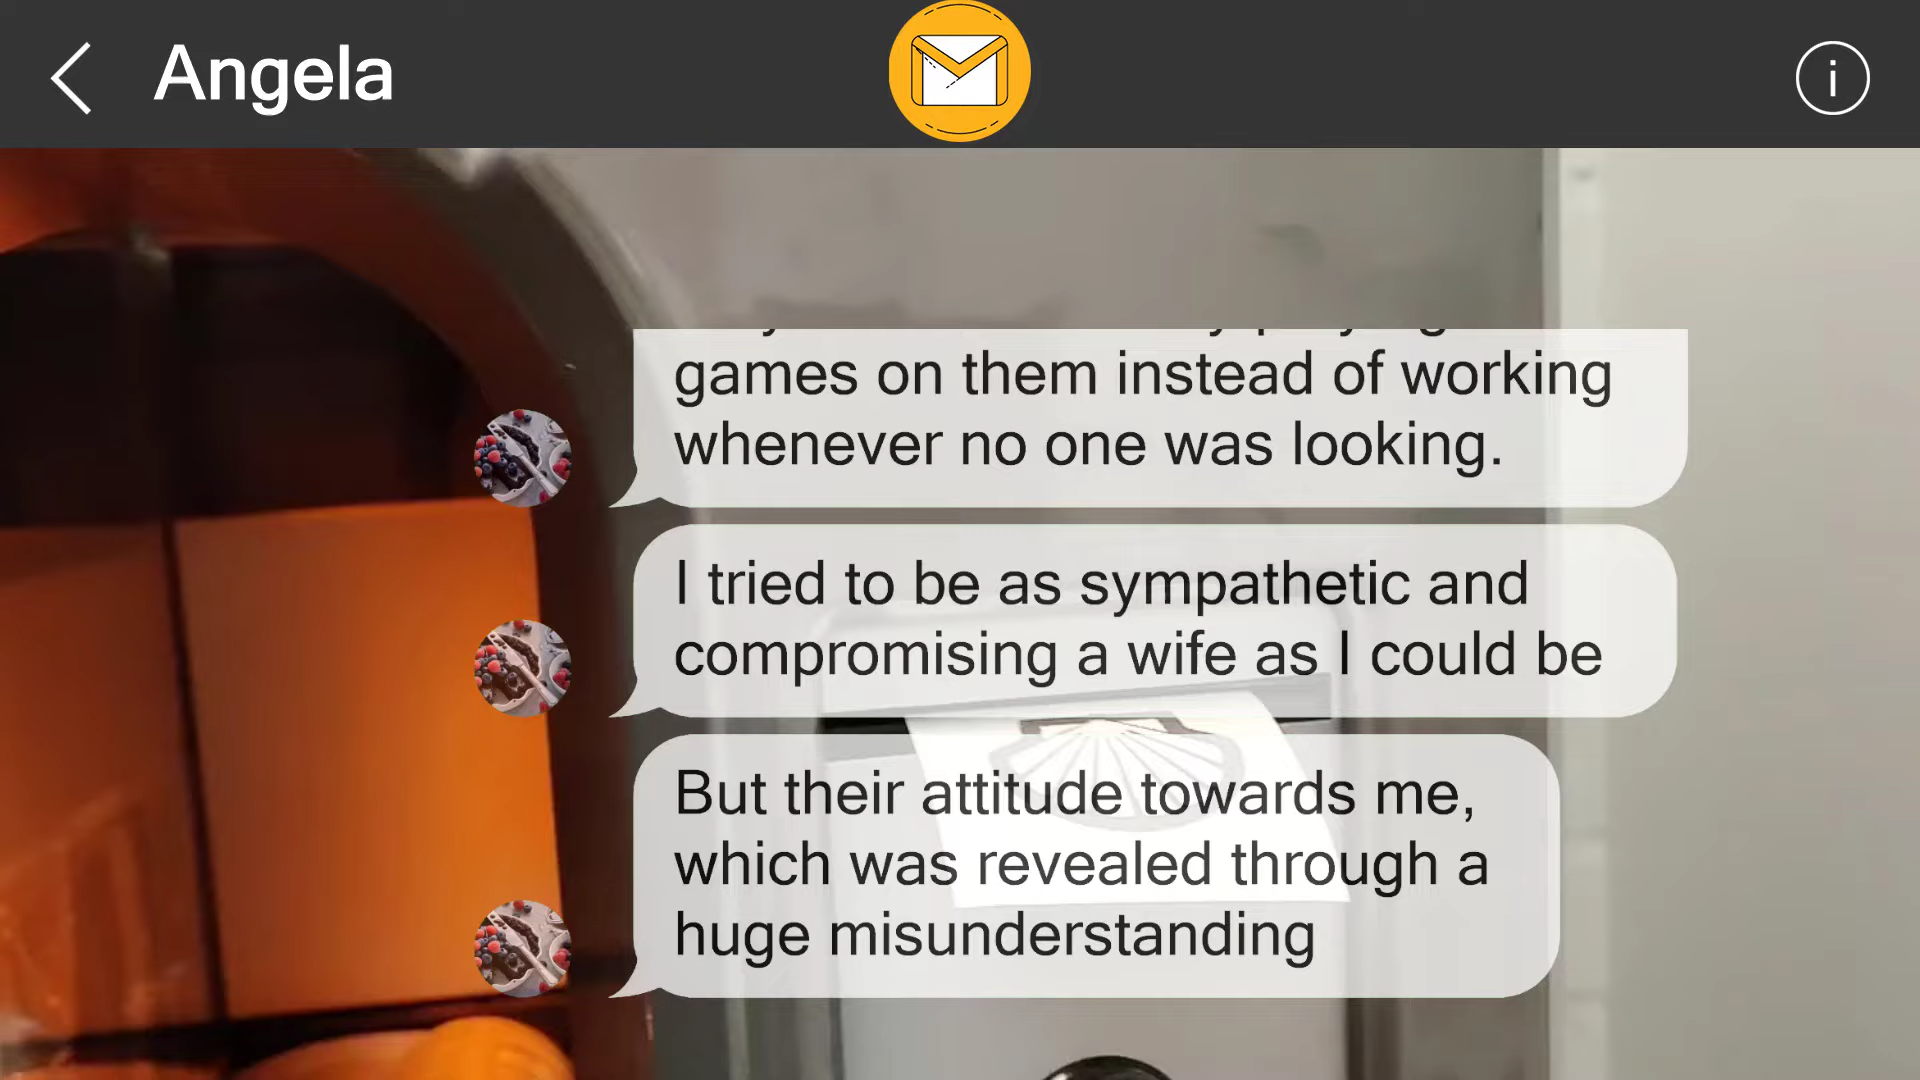 Angela
games on them instead of working
whenever no one was looking.
I tried to be as sympathetic and
compromising a wife as I could be
But their attitude towards me,
which was revealed through a
huge misunderstanding